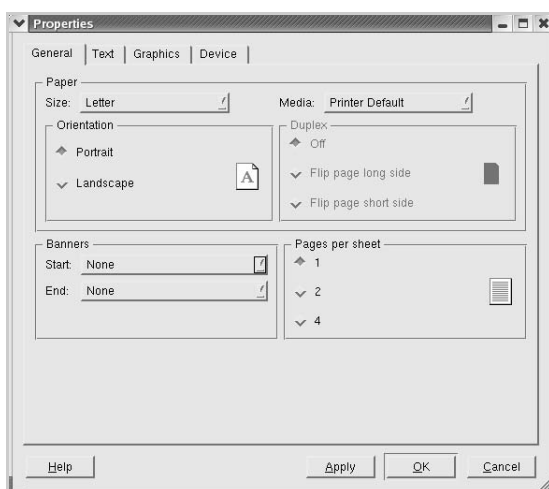 Properties
General Text Graphics Device
Paper
Size: Letter
Media: Printer Default
Orientation
Portrait
Landscape
A
Duplex
Off
Flip page long side
Flip page short side
Banners
Start: None
End: None
Pages per sheet
1
2
4
Help Apply OK Cancel